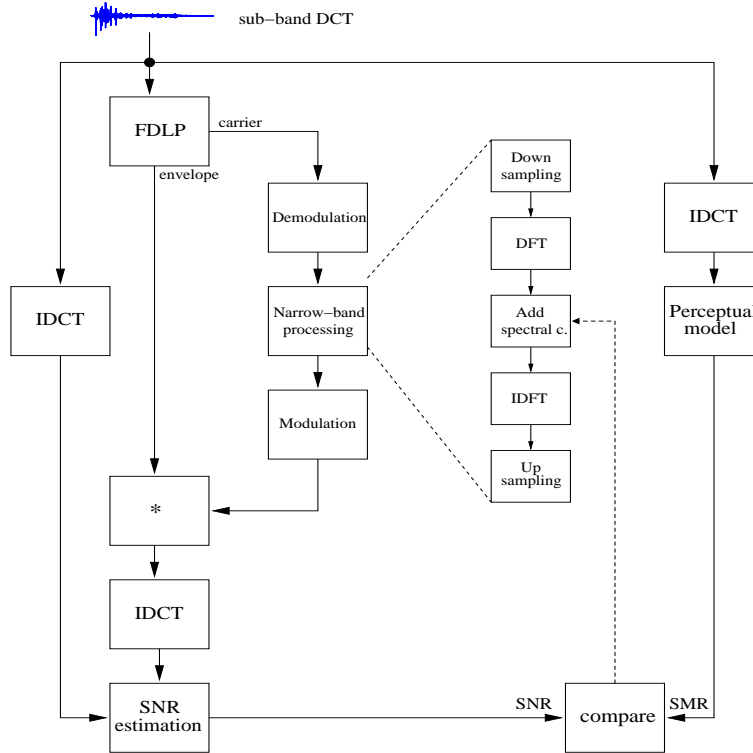 sub−band DCT
FDLP
carrier
envelope
Down
sampling
Demodulation
DFT
IDCT
IDCT
Narrow−band
processing
Add
spectral c.
Perceptual
model
Modulation
IDFT
Up
sampling
*
IDCT
SNR
estimation
SNR
compare
SMR